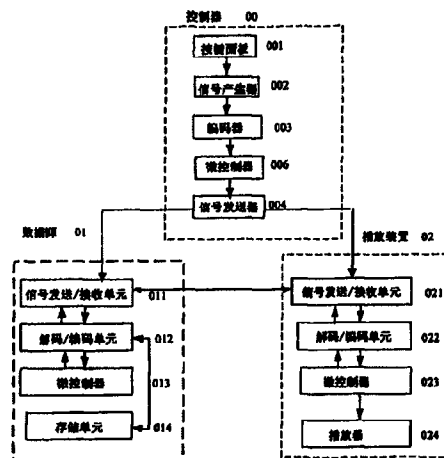 控制器 00
按键面板 001
信号产生器 002
编码器 003
微控制器 006
信号发送器 004
数据源 01
信号发送/接收单元 011
解码/编码单元 012
微控制器 013
存储单元 014
播放装置 02
信号发送/接收单元 021
解码/编码单元 022
微控制器 023
播放器 024